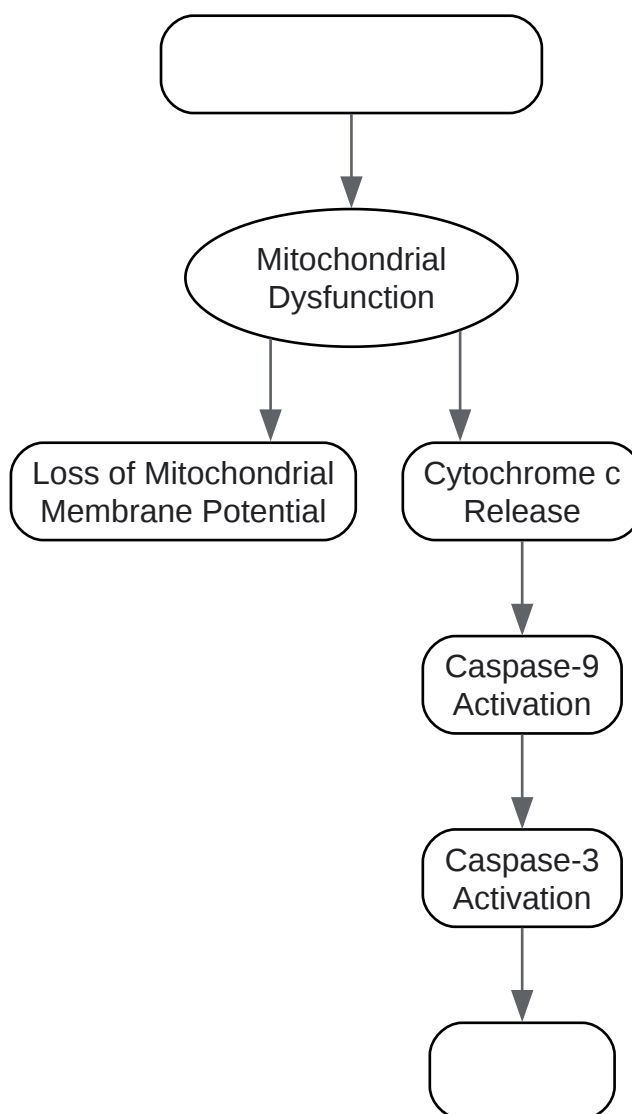 Mitochondrial
Dysfunction
Loss of Mitochondrial
Membrane Potential
Cytochrome c
Release
Caspase-9
Activation
Caspase-3
Activation